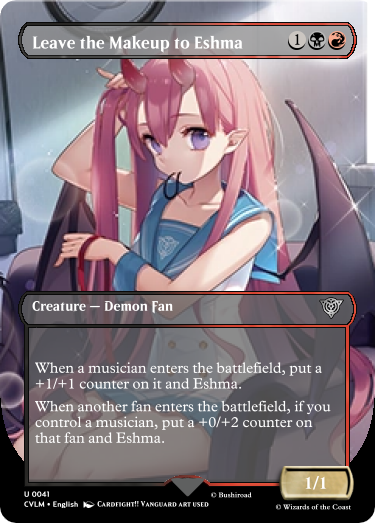 Leave the Makeup to Eshma
1
Creature — Demon Fan
When a musician enters the battlefield, put a
+1/+1 counter on it and Eshma.
When another fan enters the battlefield, if you
control a musician, put a +0/+2 counter on
that fan and Eshma.
1/1
U 0041
CVLM • English CARDFIGHT!! VANGUARD ART USED
© Bushiroad
© Wizards of the Coast